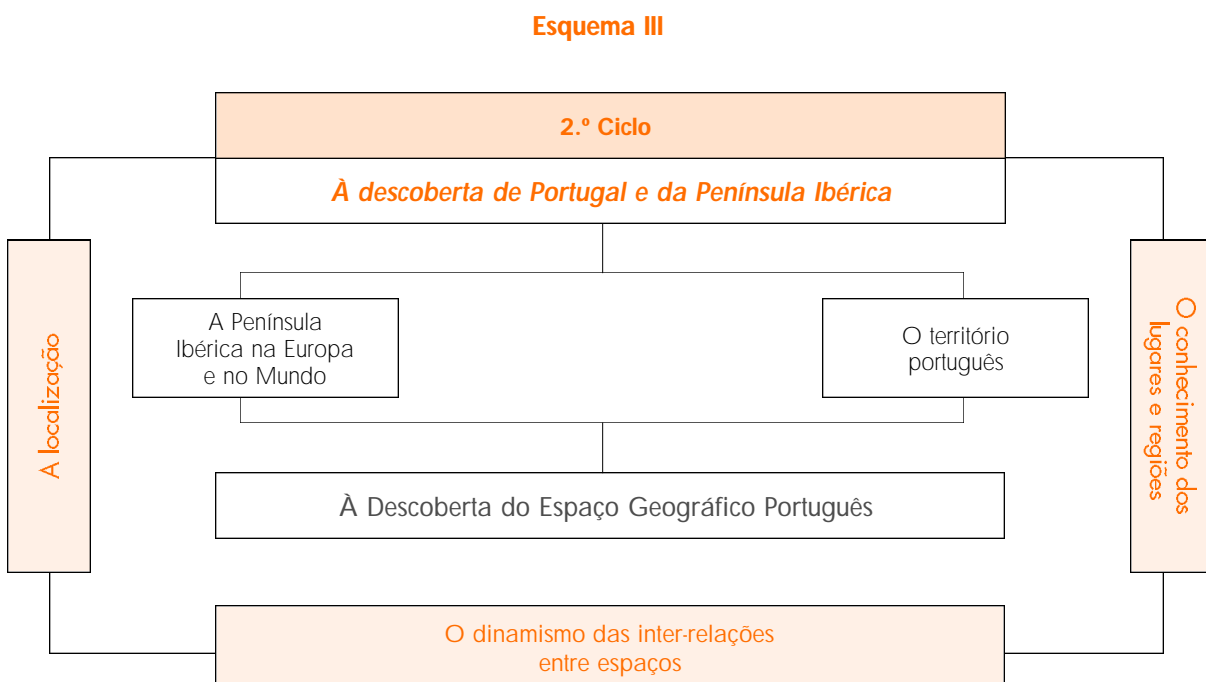 Esquema III
2.º Ciclo
À descoberta de Portugal e da Península Ibérica
A localização
A Península
Ibérica na Europa
e no Mundo
O território
português
O conhecimento dos
lugares e regiões
À Descoberta do Espaço Geográfico Português
O dinamismo das inter-relações
entre espaços